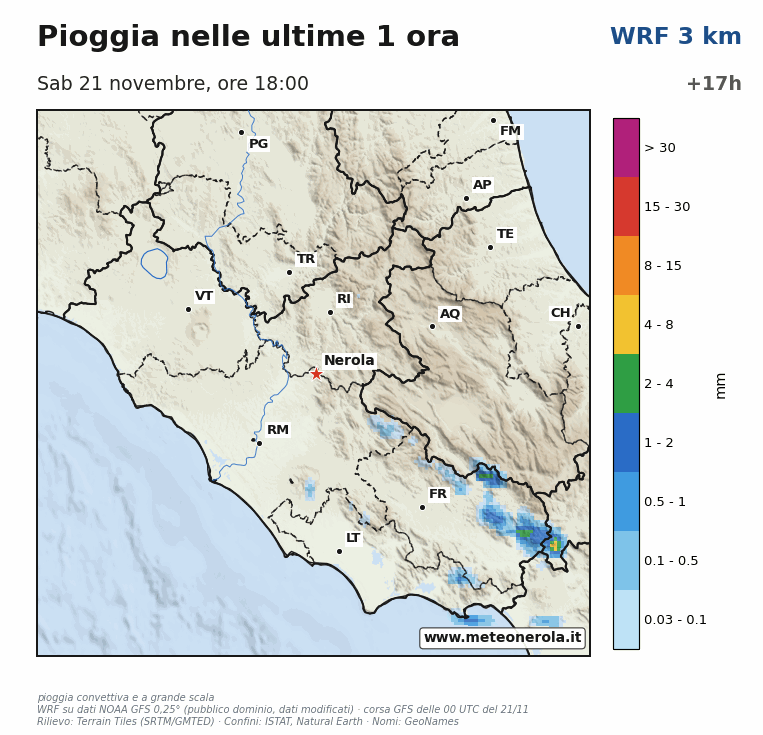 Pioggia nelle ultime 1 ora
WRF 3 km
Sab 21 novembre, ore 18:00
+17h
FM
PG
AP
TE
TR
VT
RI
AQ
CH
Nerola
RM
FR
LT
www.meteonerola.it
> 30
15 - 30
8 - 15
4 - 8
2 - 4
1 - 2
0.5 - 1
0.1 - 0.5
0.03 - 0.1
mm
pioggia convettiva e a grande scala
WRF su dati NOAA GFS 0,25° (pubblico dominio, dati modificati) · corsa GFS delle 00 UTC del 21/11
Rilievo: Terrain Tiles (SRTM/GMTED) · Confini: ISTAT, Natural Earth · Nomi: GeoNames